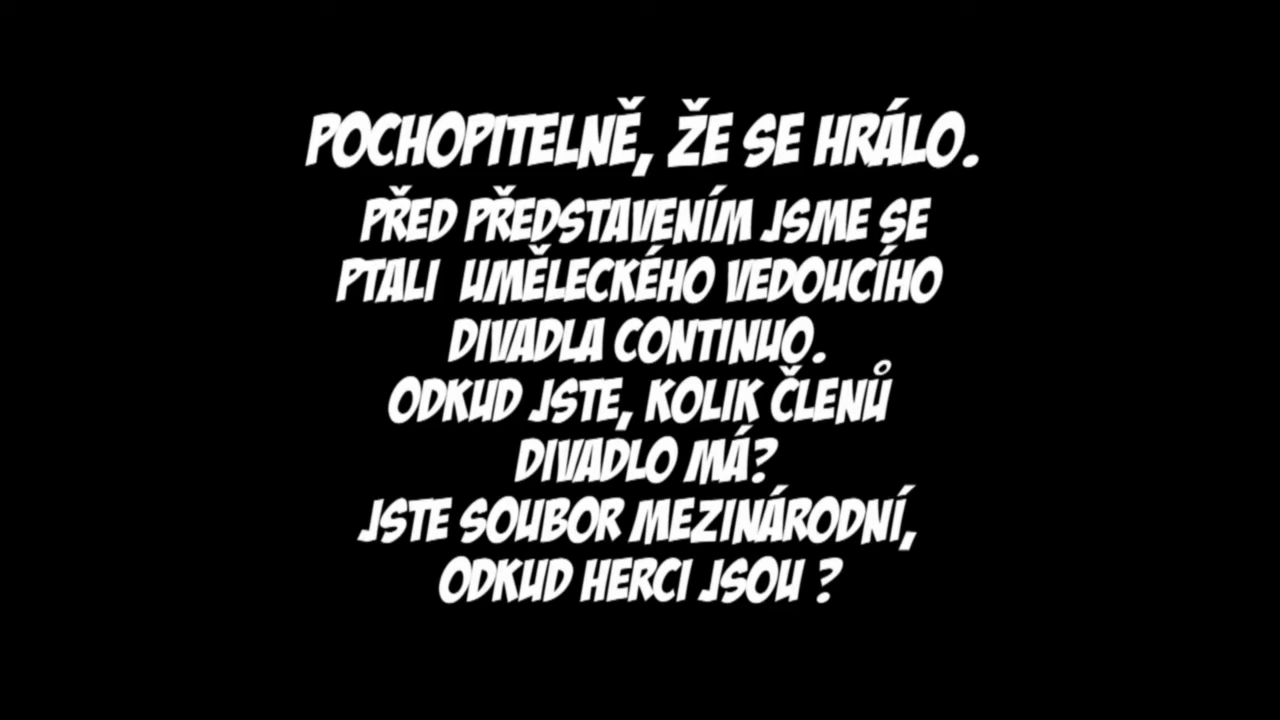 POCHOPITELNĚ, ŽE SE HRÁLO.
PŘED PŘEDSTAVENÍM JSME SE
PTALI UMĚLECKÉHO VEDOUCÍHO
DIVADLA CONTINUO.
ODKUD JSTE, KOLIK ČLENŮ
DIVADLO MÁ?
JSTE SOUBOR MEZINÁRODNÍ,
ODKUD HERCI JSOU ?